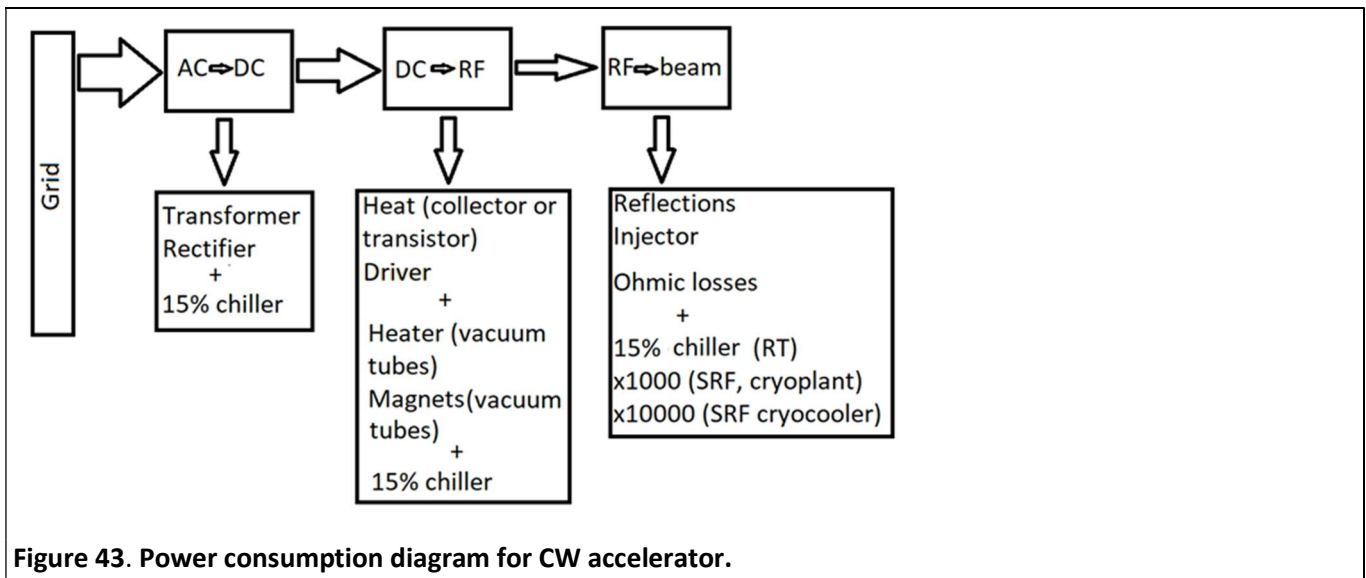 Grid
AC⇨DC
DC⇨RF
RF⇨beam
Transformer
Rectifier
+
15% chiller
Heat (collector or
transistor)
Driver
+
Heater (vacuum
tubes)
Magnets(vacuum
tubes)
+
15% chiller
Reflections
Injector
Ohmic losses
+
15% chiller (RT)
x1000 (SRF, cryoplant)
x10000 (SRF cryocooler)
Figure 43. Power consumption diagram for CW accelerator.